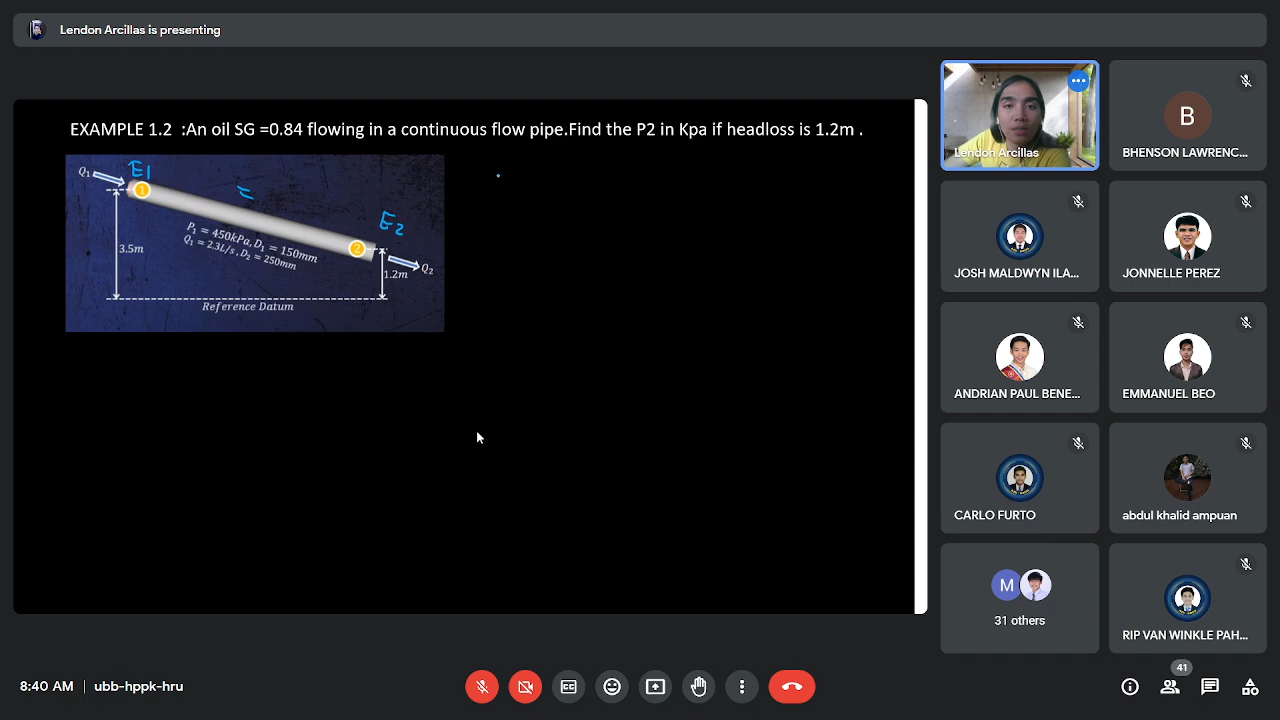 Lendon Arcillas is presenting
EXAMPLE 1.2 :An oil SG =0.84 flowing in a continuous flow pipe.Find the P2 in Kpa if headloss is 1.2m .
Q₁
E1
1
=
E2
P₁ = 450kPa, D₁ = 150mm
Q₁ = 2.3L/s, D₂ = 250mm
2
3.5m
Q₂
1.2m
Reference Datum
Lendon Arcillas
B
BHENSON LAWRENC...
JOSH MALDWYN ILA...
JONNELLE PEREZ
ANDRIAN PAUL BENE...
EMMANUEL BEO
CARLO FURTO
abdul khalid ampuan
M
31 others
RIP VAN WINKLE PAH...
8:40 AM | ubb-hppk-hru
41